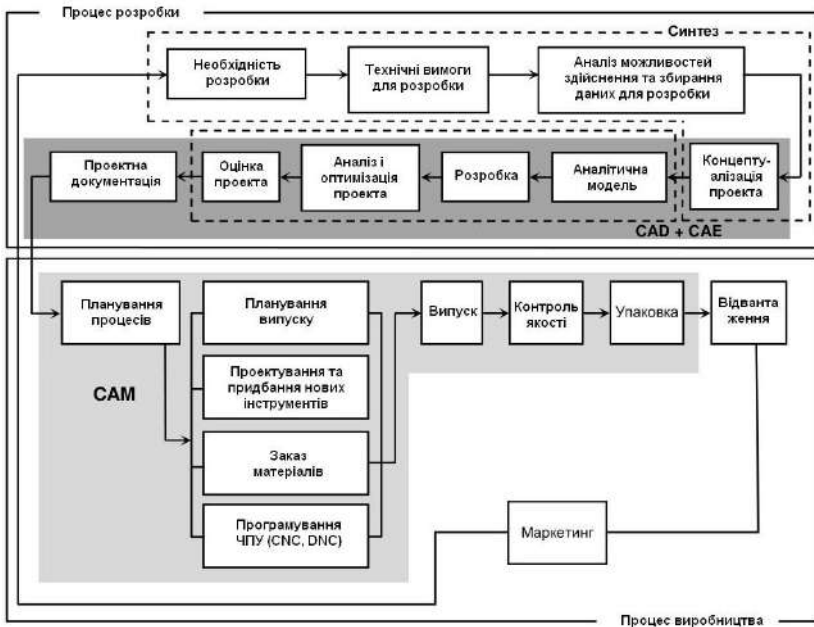 Процес розробки
Синтез
Необхідність
розробки
Технічні вимоги
для розробки
Аналіз можливостей
здійснення та збирання
даних для розробки
Проектна
документація
Оцінка
проекта
Аналіз і
оптимізація
проекта
Розробка
Аналітична
модель
Концепту-
алізація
проекта
CAD + CAE
Планування
процесів
Планування
випуску
Випуск
Контроль
якості
Упаковка
Відванта
ження
Проектування та
придбання нових
інструментів
CAM
Заказ
матеріалів
Програмування
ЧПУ (CNC, DNC)
Маркетинг
Процес виробництва